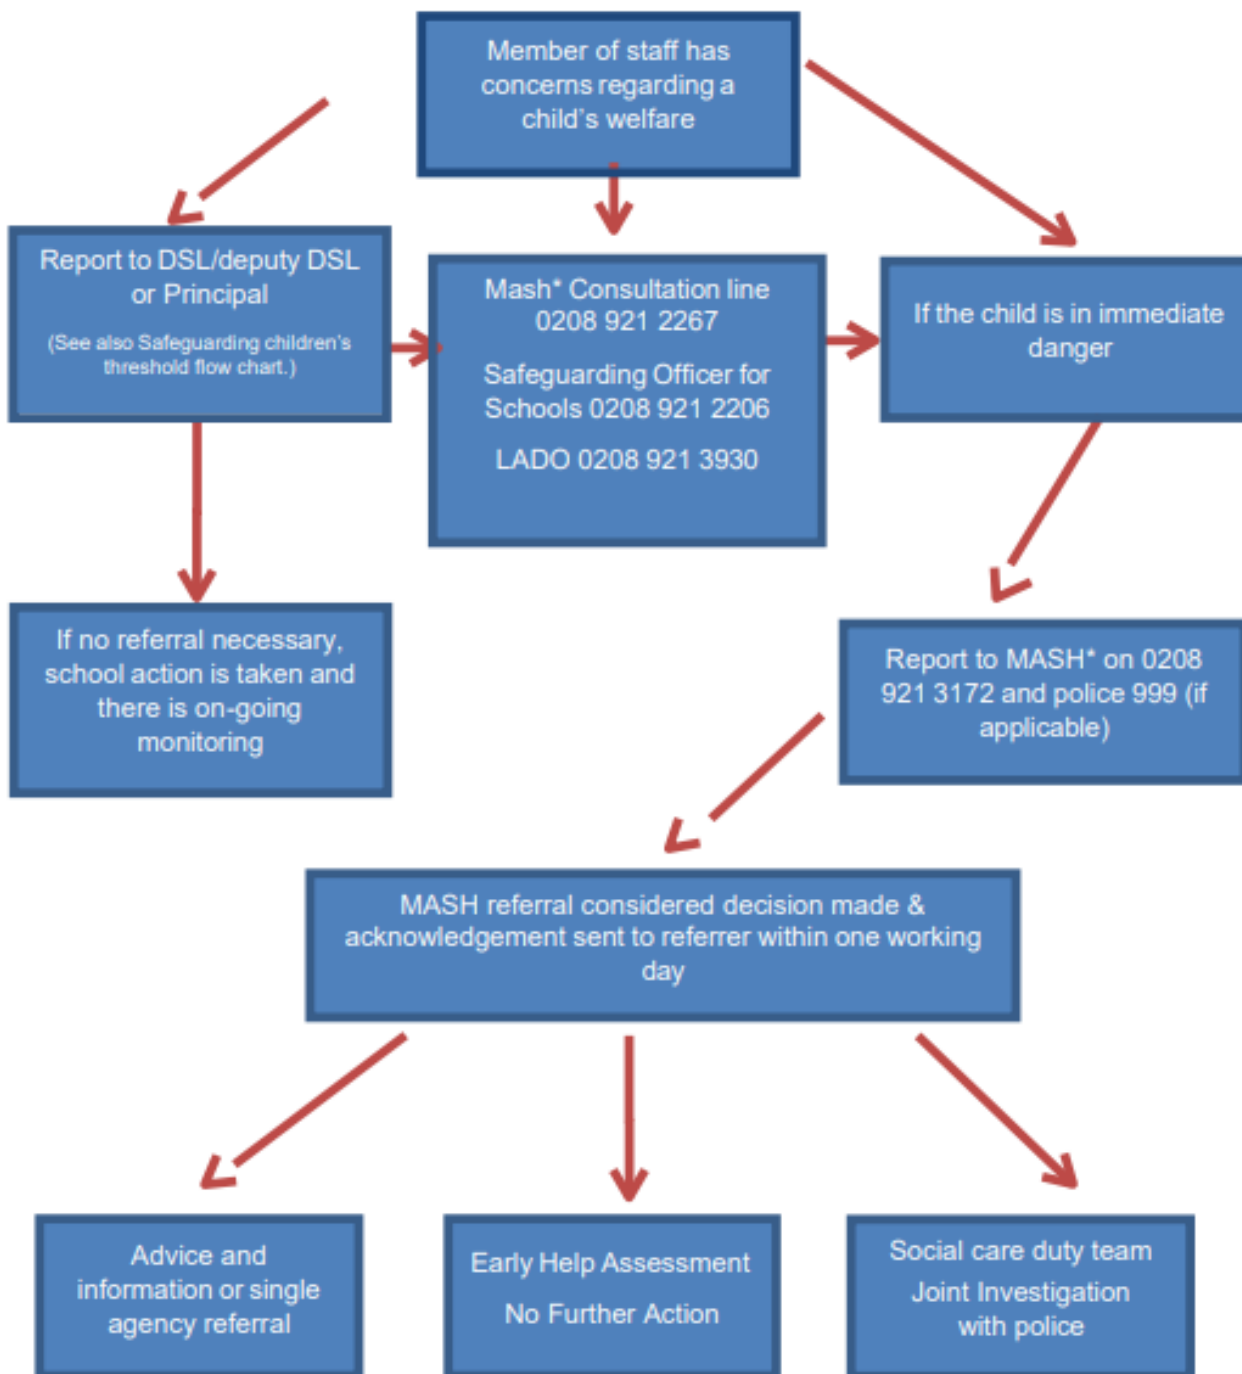 Member of staff has
concerns regarding a
child's welfare
Report to DSL/deputy DSL
or Principal
(See also Safeguarding children's
threshold flow chart.)
Mash* Consultation line
0208 921 2267
Safeguarding Officer for
Schools 0208 921 2206
LADO 0208 921 3930
If the child is in immediate
danger
If no referral necessary,
school action is taken and
there is on-going
monitoring
Report to MASH* on 0208
921 3172 and police 999 (if
applicable)
MASH referral considered decision made &
acknowledgement sent to referrer within one working
day
Advice and
information or single
agency referral
Early Help Assessment
No Further Action
Social care duty team
Joint Investigation
with police